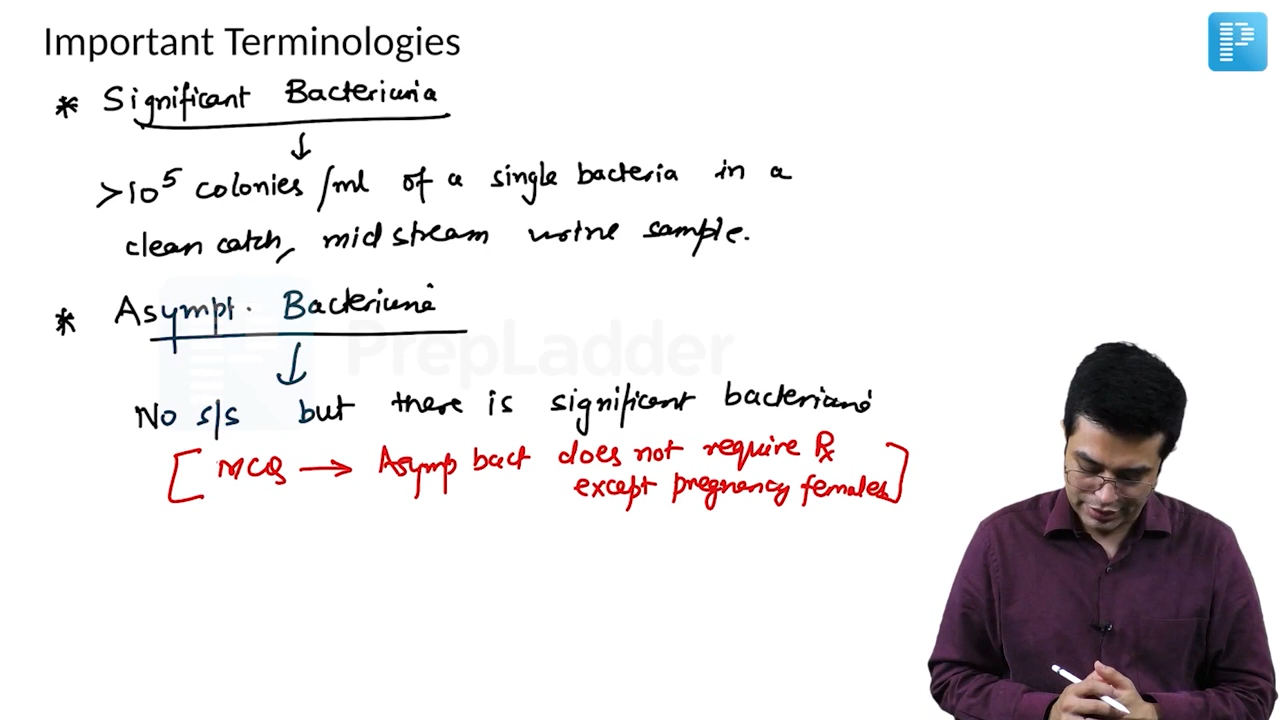 Important Terminologies
* Significant Bacteriuria
↓
>10⁵ colonies /ml of a single bacteria in a
clean catch, midstream urine sample.
* Asympt. Bacteriuria
PrepLadder
↓
No s/s but there is significant bacteriuria
[ MCQ → Asymp bact does not require Rx
except pregnancy females ]